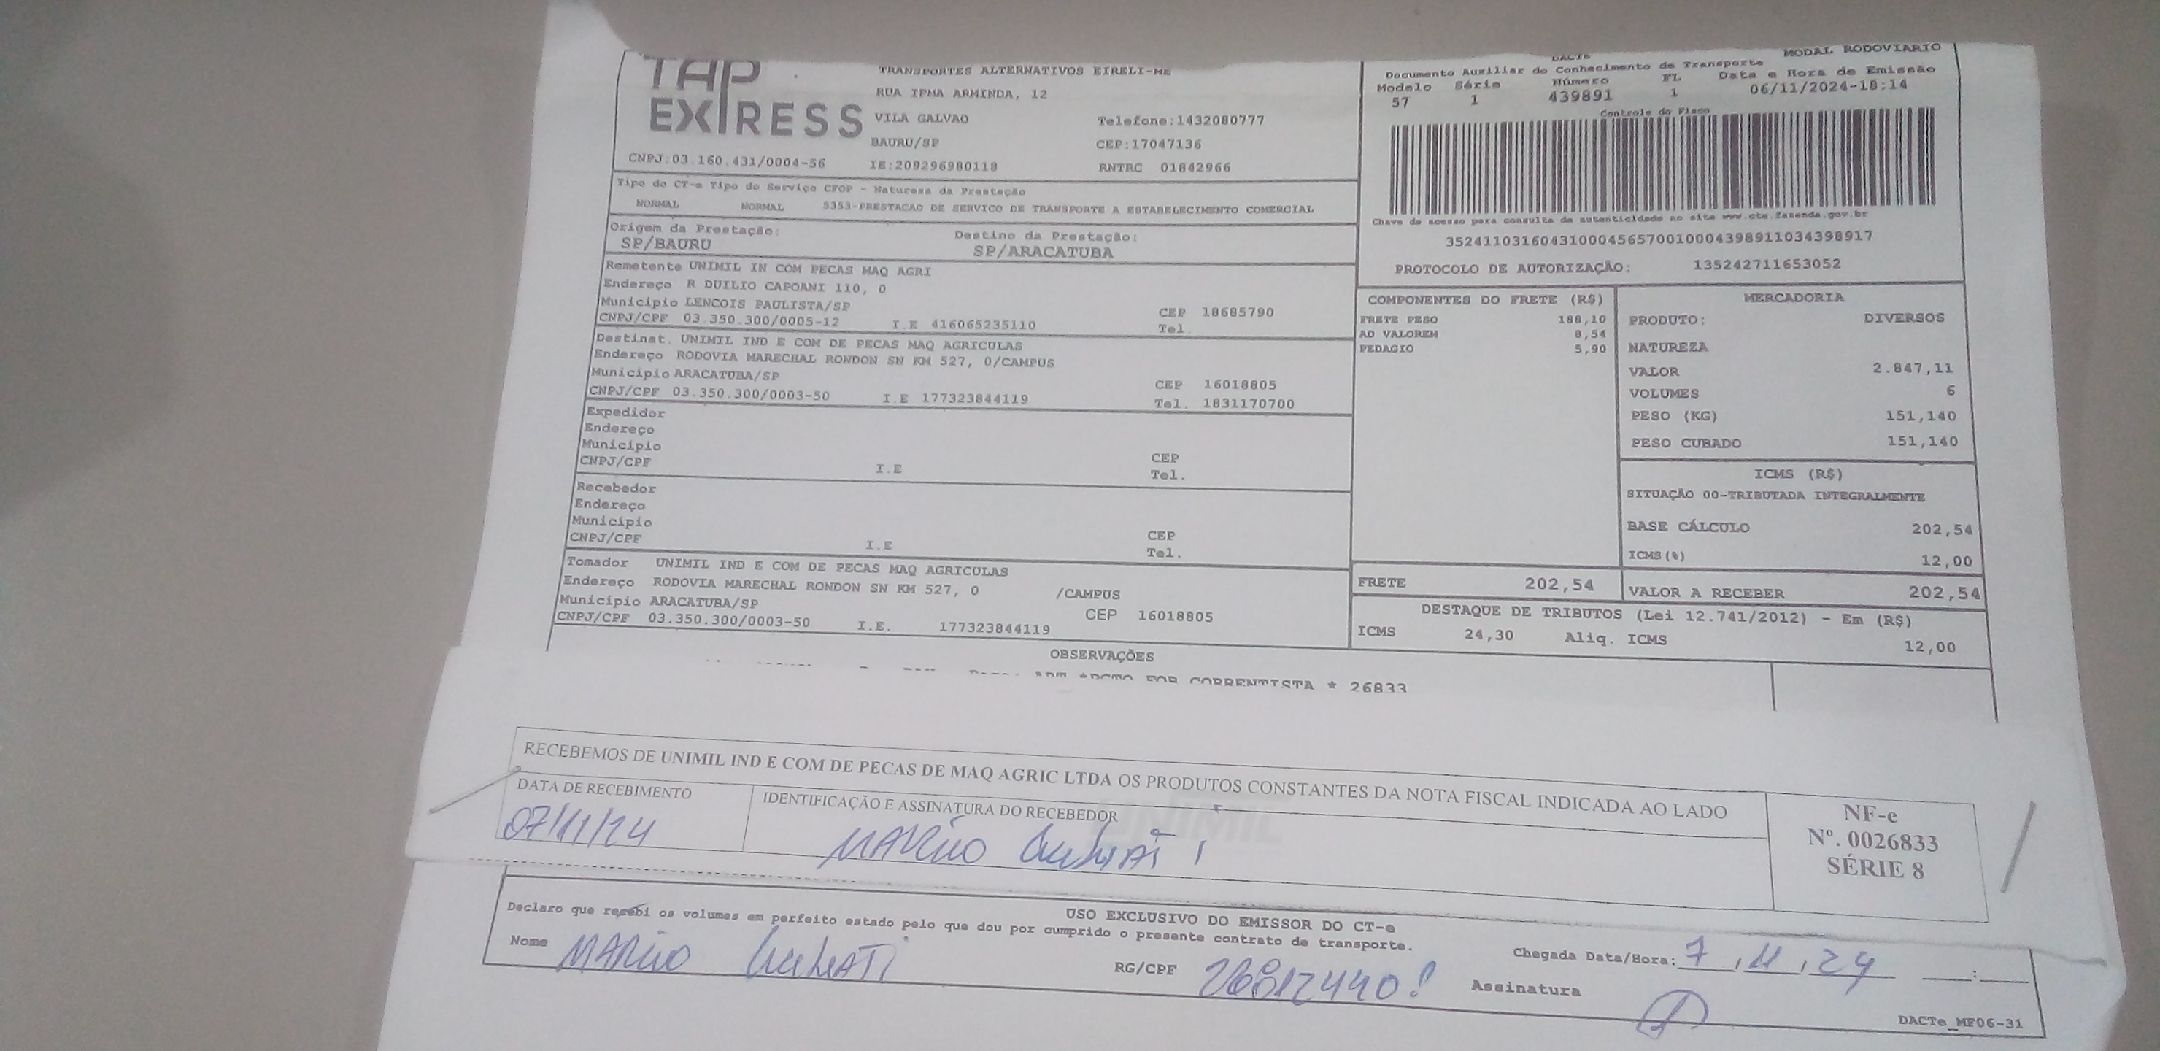 TAP
EXPRESS
TRANSPORTES ALTERNATIVOS EIRELI-ME
RUA IRMA ARMINDA, 12
VILA GALVAO Telefone:1432080777
BAURU/SP CEP:17047136
CNPJ:03.160.431/0004-56 IE:209296980118 RNTRC 01842966
DACTE MODAL RODOVIARIO
Documento Auxiliar do Conhecimento de Transporte
Modelo Série Número FL Data e Hora de Emissão
57 1 439891 1 06/11/2024-18:14
Controle do Fisco
Chave de acesso para consulta da autenticidade no site www.cte.fazenda.gov.br
35241103160431000456570010004398911034398917
PROTOCOLO DE AUTORIZAÇÃO: 135242711653052
Tipo do CT-e Tipo do Serviço CFOP - Natureza da Prestação
NORMAL NORMAL 5353-PRESTACAO DE SERVICO DE TRANSPORTE A ESTABELECIMENTO COMERCIAL
Origem da Prestação: Destino da Prestação:
SP/BAURU SP/ARACATUBA
Remetente UNIMIL IN COM PECAS MAQ AGRI
Endereço R DUILIO CAPOANI 110, 0
Município LENCOIS PAULISTA/SP CEP 18685790
CNPJ/CPF 03.350.300/0005-12 I.E 416065235110 Tel.
Destinat. UNIMIL IND E COM DE PECAS MAQ AGRICULAS
Endereço RODOVIA MARECHAL RONDON SN KM 527, 0/CAMPUS
Município ARACATUBA/SP CEP 16018805
CNPJ/CPF 03.350.300/0003-50 I.E 177323844119 Tel. 1831170700
Expedidor
Endereço
Município CEP
CNPJ/CPF I.E Tel.
Recebedor
Endereço
Município CEP
CNPJ/CPF I.E Tel.
Tomador UNIMIL IND E COM DE PECAS MAQ AGRICULAS
Endereço RODOVIA MARECHAL RONDON SN KM 527, 0 /CAMPUS
Município ARACATUBA/SP CEP 16018805
CNPJ/CPF 03.350.300/0003-50 I.E. 177323844119
COMPONENTES DO FRETE (R$)
FRETE PESO 188,10
AD VALOREM 8,54
PEDAGIO 5,90
MERCADORIA
PRODUTO: DIVERSOS
NATUREZA
VALOR 2.847,11
VOLUMES 6
PESO (KG) 151,140
PESO CUBADO 151,140
ICMS (R$)
SITUAÇÃO 00-TRIBUTADA INTEGRALMENTE
BASE CÁLCULO 202,54
ICMS(%) 12,00
FRETE 202,54 VALOR A RECEBER 202,54
DESTAQUE DE TRIBUTOS (Lei 12.741/2012) - Em (R$)
ICMS 24,30 Aliq. ICMS 12,00
OBSERVAÇÕES
CORRENTISTA * 26833
RECEBEMOS DE UNIMIL IND E COM DE PECAS DE MAQ AGRIC LTDA OS PRODUTOS CONSTANTES DA NOTA FISCAL INDICADA AO LADO
DATA DE RECEBIMENTO IDENTIFICAÇÃO E ASSINATURA DO RECEBEDOR
07/11/24 MARCIO
UNIMIL
NF-e
Nº. 0026833
SÉRIE 8
USO EXCLUSIVO DO EMISSOR DO CT-e
Declaro que recebi os volumes em perfeito estado pelo que dou por cumprido o presente contrato de transporte.
Nome MARCIO RG/CPF Chegada Data/Hora: 7,11,24 :
Assinatura
DACTe_MF06-31